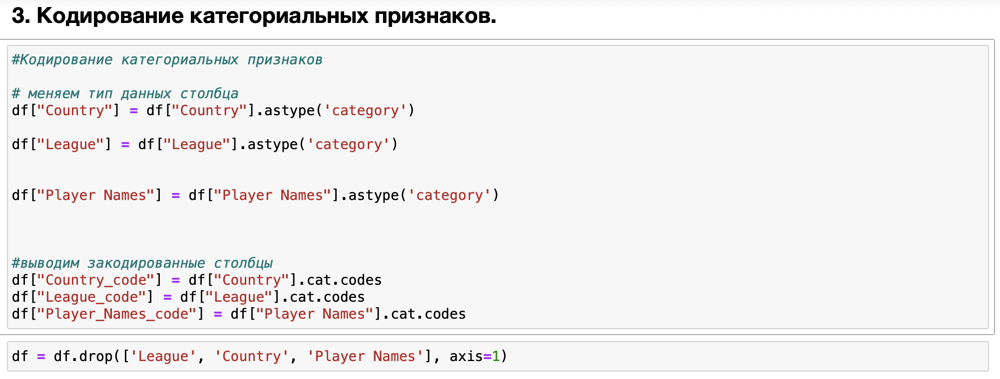 3. Кодирование категориальных признаков.
#Кодирование категориальных признаков
# меняем тип данных столбца
df["Country"] = df["Country"].astype('category')
df["League"] = df["League"].astype('category')
df["Player Names"] = df["Player Names"].astype('category')
#выводим закодированные столбцы
df["Country_code"] = df["Country"].cat.codes
df["League_code"] = df["League"].cat.codes
df["Player_Names_code"] = df["Player Names"].cat.codes
df = df.drop(['League', 'Country', 'Player Names'], axis=1)